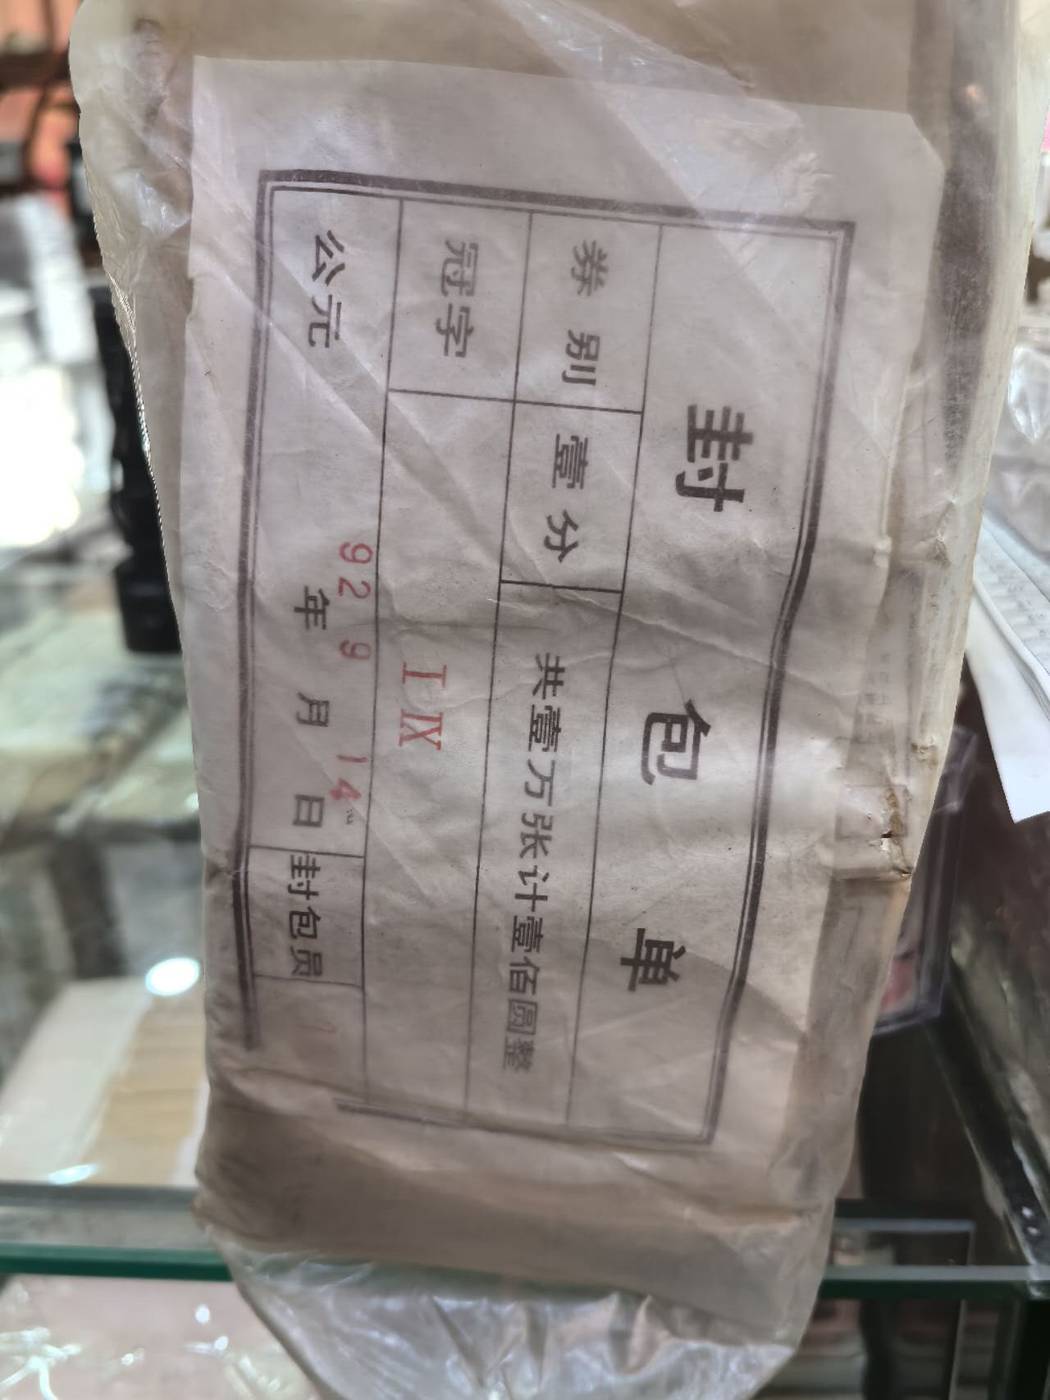 封 包 单
券 别 壹 分 共壹万张计壹佰圆整
冠字 I IX
公元 92 年 9 月 14 日 封包员